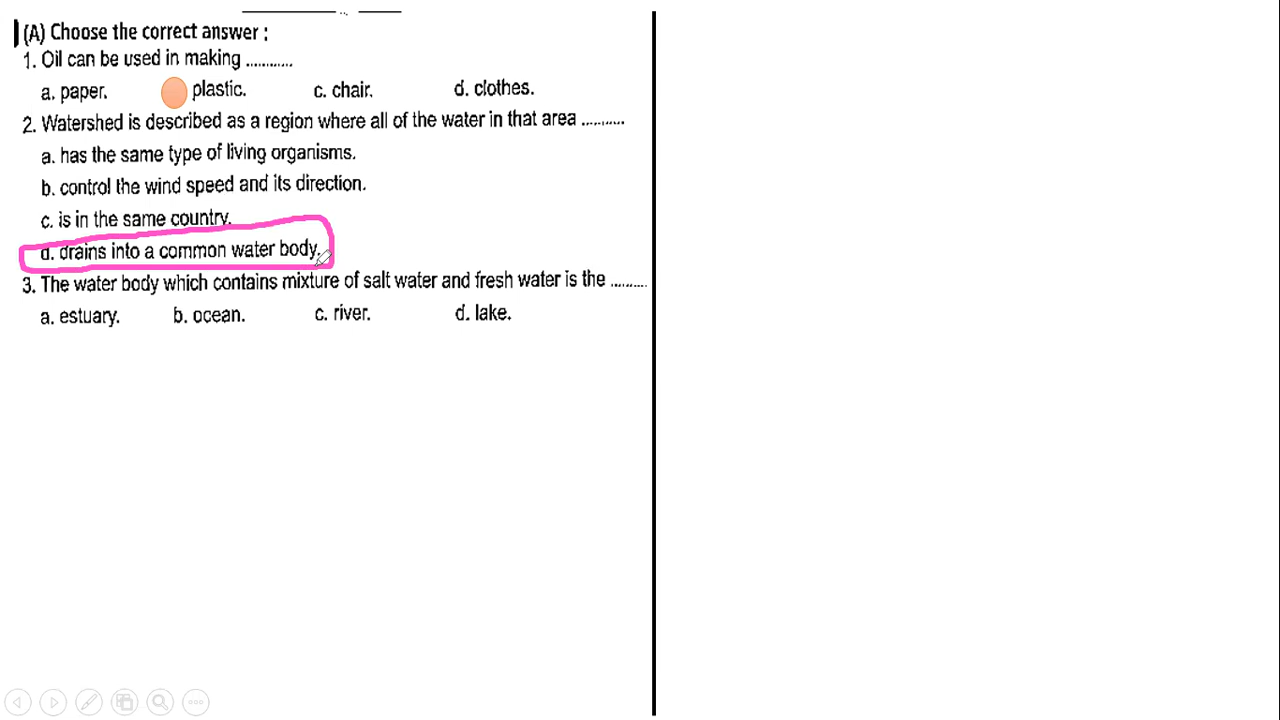 (A) Choose the correct answer :
1. Oil can be used in making ............
a. paper. plastic. c. chair. d. clothes.
2. Watershed is described as a region where all of the water in that area ...........
a. has the same type of living organisms.
b. control the wind speed and its direction.
c. is in the same country.
d. drains into a common water body.
3. The water body which contains mixture of salt water and fresh water is the .........
a. estuary. b. ocean. c. river. d. lake.